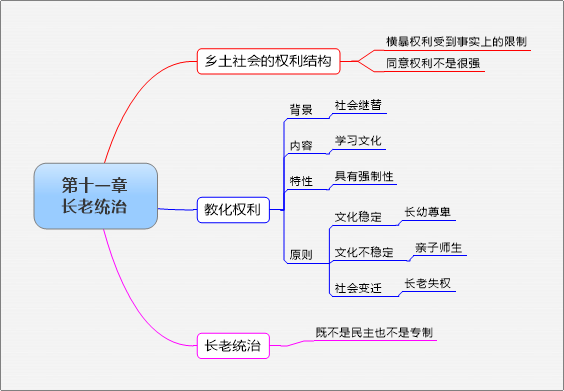 第十一章
长老统治
乡土社会的权利结构
横暴权利受到事实上的限制
同意权利不是很强
教化权利
背景
社会继替
内容
学习文化
特性
具有强制性
原则
文化稳定
长幼尊卑
文化不稳定
亲子师生
社会变迁
长老失权
长老统治
既不是民主也不是专制